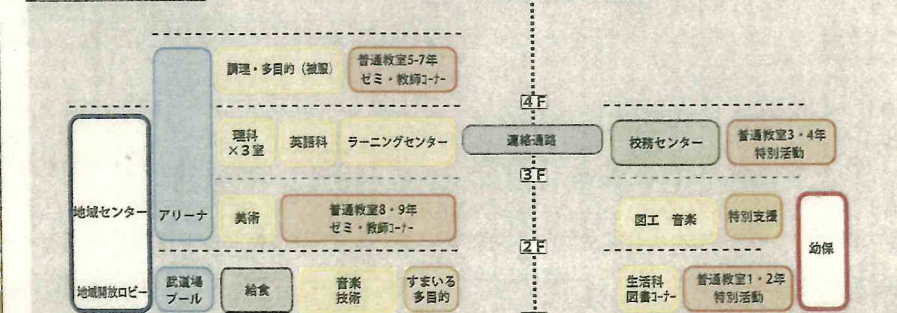 調理・多目的（被服）
普通教室5-7年
ゼミ・教師コーナー
4F
理科
×3室
英語科
ラーニングセンター
連絡通路
校務センター
普通教室3・4年
特別活動
3F
地域センター
アリーナ
美術
普通教室8・9年
ゼミ・教師コーナー
図工 音楽
特別支援
幼保
2F
地域開放ロビー
武道場
プール
給食
音楽
技術
すまいる
多目的
生活科
図書コーナー
普通教室1・2年
特別活動